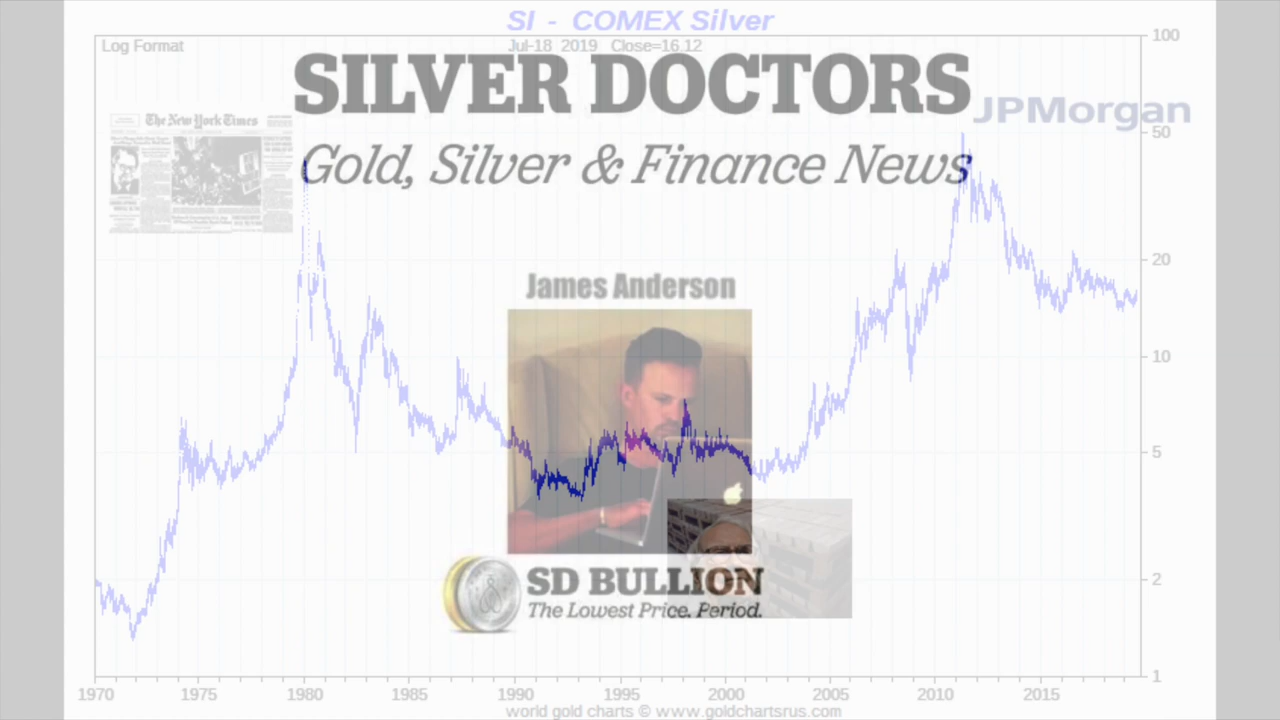 SI - COMEX Silver
Log Format
Jul-18 2019 Close=16.12
SILVER DOCTORS
JPMorgan
The New York Times
Gold, Silver & Finance News
James Anderson
SD BULLION
The Lowest Price. Period.
100
50
20
10
5
2
1
1970 1975 1980 1985 1990 1995 2000 2005 2010 2015
world gold charts © www.goldchartsrus.com